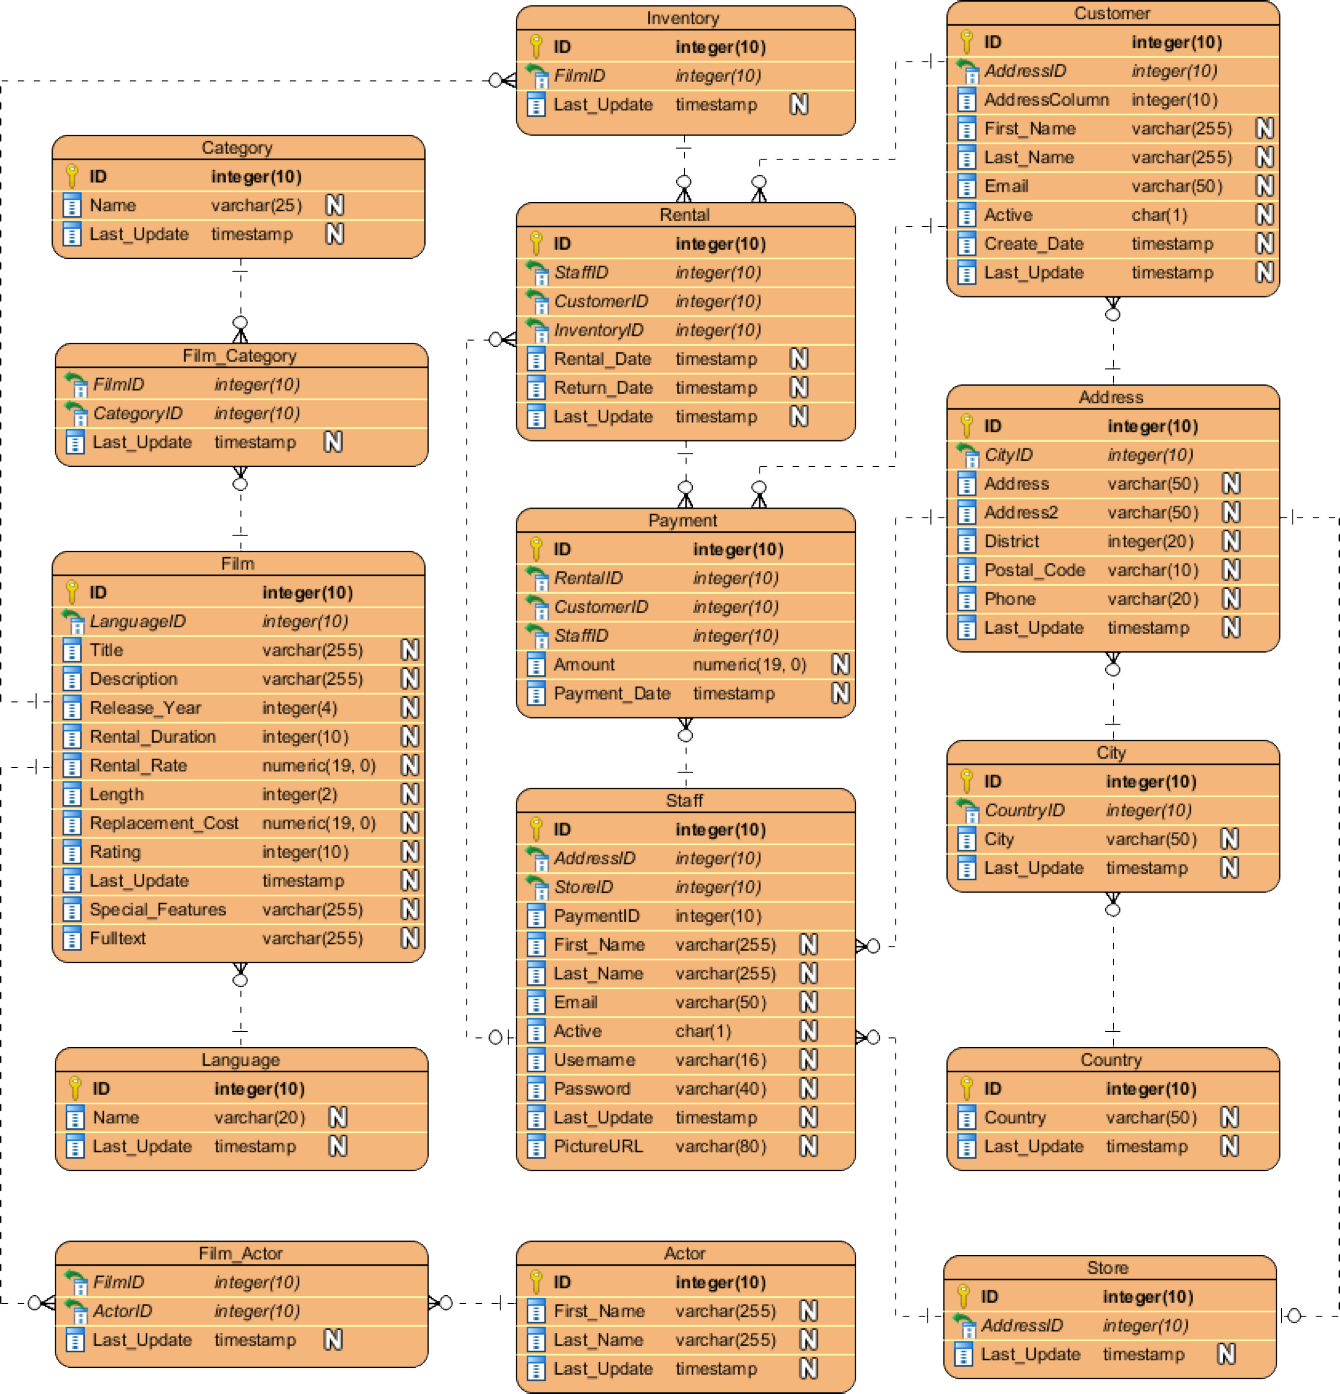 Inventory
ID integer(10)
FilmID integer(10)
Last_Update timestamp N
Customer
ID integer(10)
AddressID integer(10)
AddressColumn integer(10)
First_Name varchar(255) N
Last_Name varchar(255) N
Email varchar(50) N
Active char(1) N
Create_Date timestamp N
Last_Update timestamp N
Category
ID integer(10)
Name varchar(25) N
Last_Update timestamp N
Rental
ID integer(10)
StaffID integer(10)
CustomerID integer(10)
InventoryID integer(10)
Rental_Date timestamp N
Return_Date timestamp N
Last_Update timestamp N
Film_Category
FilmID integer(10)
CategoryID integer(10)
Last_Update timestamp N
Address
ID integer(10)
CityID integer(10)
Address varchar(50) N
Address2 varchar(50) N
District integer(20) N
Postal_Code varchar(10) N
Phone varchar(20) N
Last_Update timestamp N
Payment
ID integer(10)
RentalID integer(10)
CustomerID integer(10)
StaffID integer(10)
Amount numeric(19, 0) N
Payment_Date timestamp N
Film
ID integer(10)
LanguageID integer(10)
Title varchar(255) N
Description varchar(255) N
Release_Year integer(4) N
Rental_Duration integer(10) N
Rental_Rate numeric(19, 0) N
Length integer(2) N
Replacement_Cost numeric(19, 0) N
Rating integer(10) N
Last_Update timestamp N
Special_Features varchar(255) N
Fulltext varchar(255) N
City
ID integer(10)
CountryID integer(10)
City varchar(50) N
Last_Update timestamp N
Staff
ID integer(10)
AddressID integer(10)
StoreID integer(10)
PaymentID integer(10)
First_Name varchar(255) N
Last_Name varchar(255) N
Email varchar(50) N
Active char(1) N
Username varchar(16) N
Password varchar(40) N
Last_Update timestamp N
PictureURL varchar(80) N
Language
ID integer(10)
Name varchar(20) N
Last_Update timestamp N
Country
ID integer(10)
Country varchar(50) N
Last_Update timestamp N
Film_Actor
FilmID integer(10)
ActorID integer(10)
Last_Update timestamp N
Actor
ID integer(10)
First_Name varchar(255) N
Last_Name varchar(255) N
Last_Update timestamp N
Store
ID integer(10)
AddressID integer(10)
Last_Update timestamp N